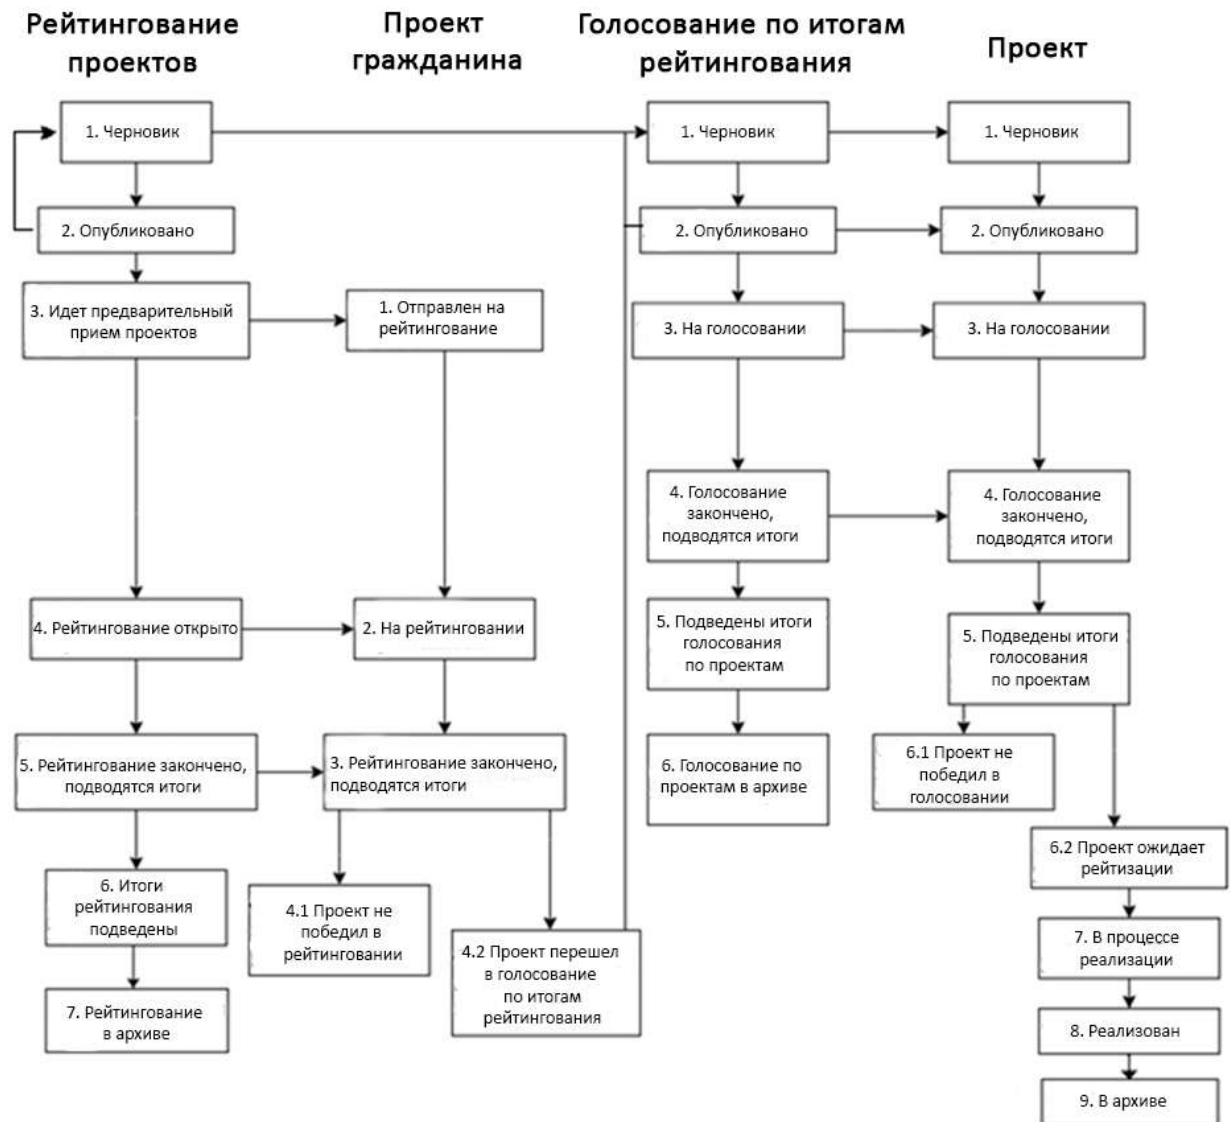 Рейтингование
проектов
Проект
гражданина
Голосование по итогам
рейтингования
Проект
1. Черновик
2. Опубликовано
3. Идет предварительный
прием проектов
4. Рейтингование открыто
5. Рейтингование закончено,
подводятся итоги
6. Итоги
рейтингования
подведены
7. Рейтингование
в архиве
1. Отправлен на
рейтингование
2. На рейтинговании
3. Рейтингование закончено,
подводятся итоги
4.1 Проект не
победил в
рейтинговании
4.2 Проект перешел
в голосование
по итогам
рейтингования
1. Черновик
2. Опубликовано
3. На голосовании
4. Голосование
закончено,
подводятся итоги
5. Подведены итоги
голосования
по проектам
6. Голосование по
проектам в архиве
1. Черновик
2. Опубликовано
3. На голосовании
4. Голосование
закончено,
подводятся итоги
5. Подведены итоги
голосования
по проектам
6.1 Проект не
победил в
голосовании
6.2 Проект ожидает
рейтизации
7. В процессе
реализации
8. Реализован
9. В архиве